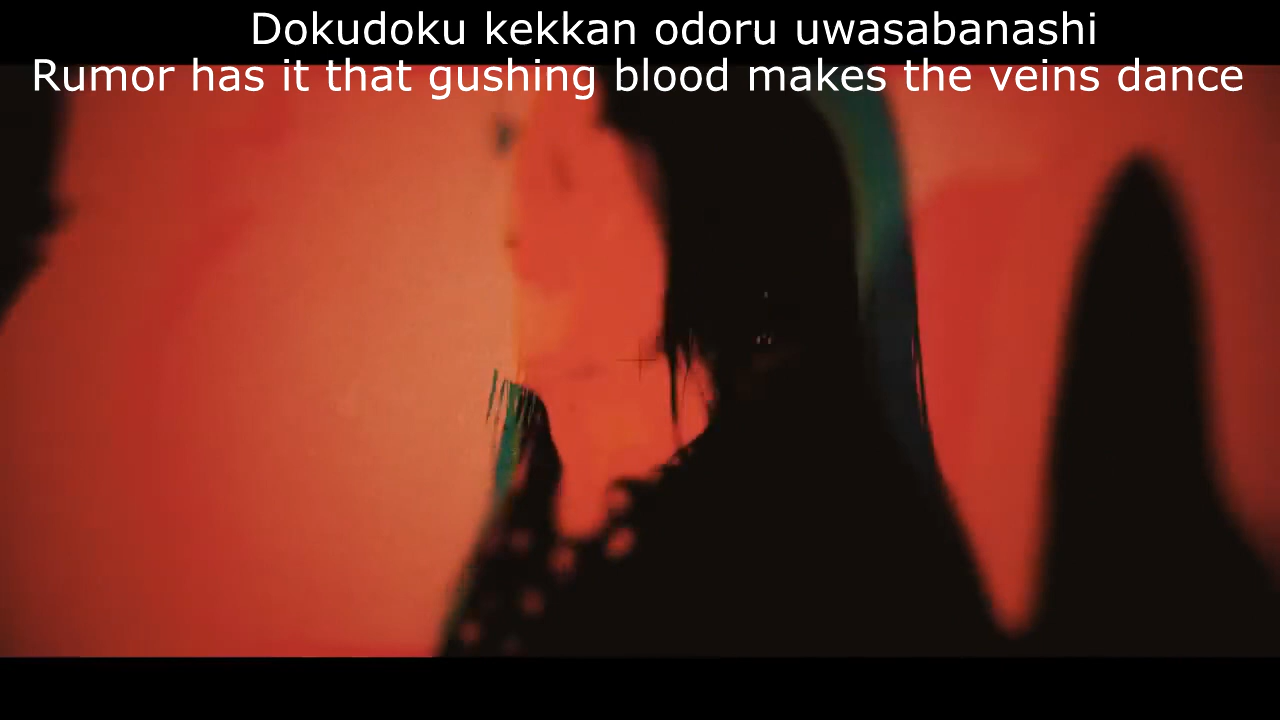 Dokudoku kekkan odoru uwasabanashi
Rumor has it that gushing blood makes the veins dance